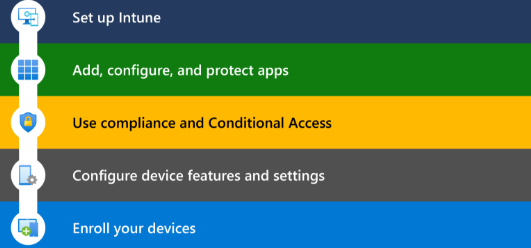 Set up Intune
Add, configure, and protect apps
Use compliance and Conditional Access
Configure device features and settings
Enroll your devices